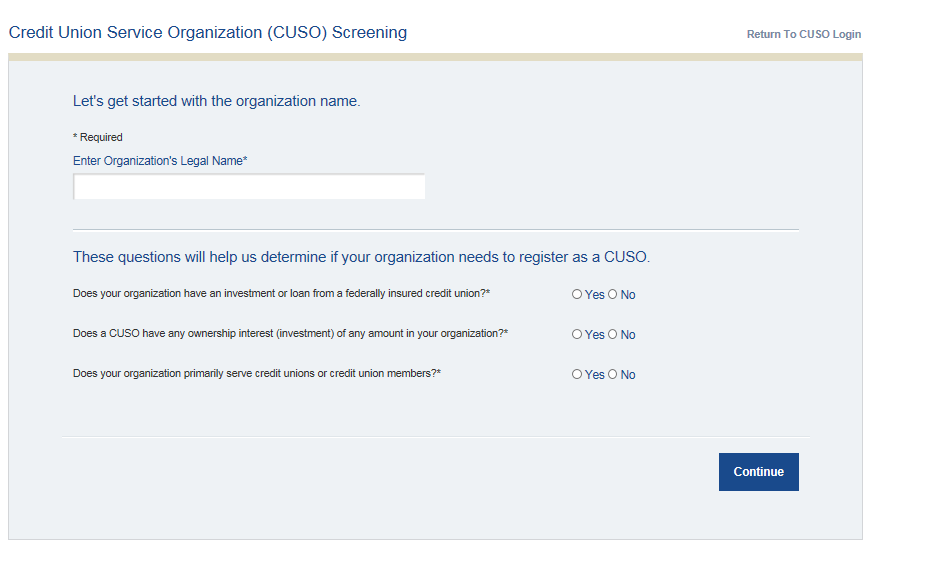 Credit Union Service Organization (CUSO) Screening
Return To CUSO Login
Let's get started with the organization name.
* Required
Enter Organization's Legal Name*
These questions will help us determine if your organization needs to register as a CUSO.
Does your organization have an investment or loan from a federally insured credit union?* Yes No
Does a CUSO have any ownership interest (investment) of any amount in your organization?* Yes No
Does your organization primarily serve credit unions or credit union members?* Yes No
Continue